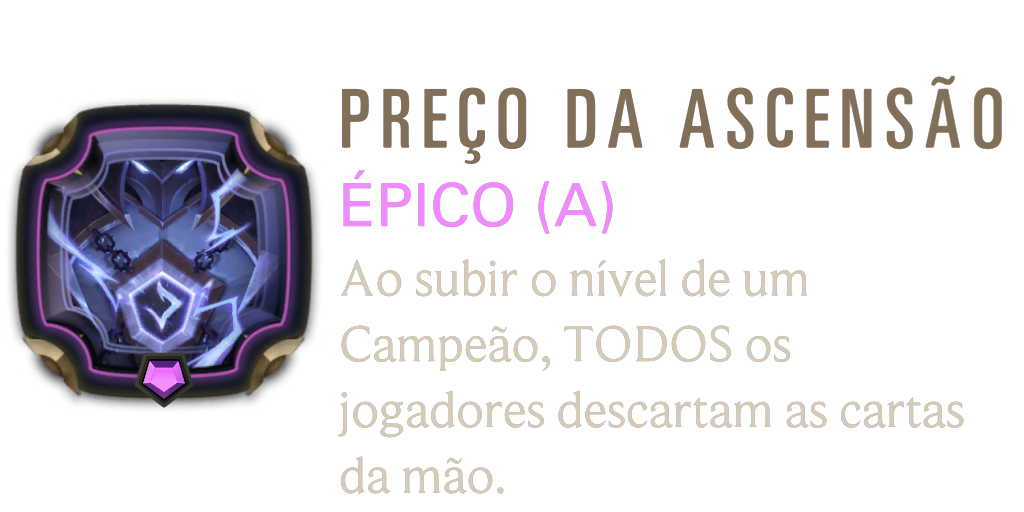 PREÇO DA ASCENSÃO
ÉPICO (A)
Ao subir o nível de um
Campeão, TODOS os
jogadores descartam as cartas
da mão.